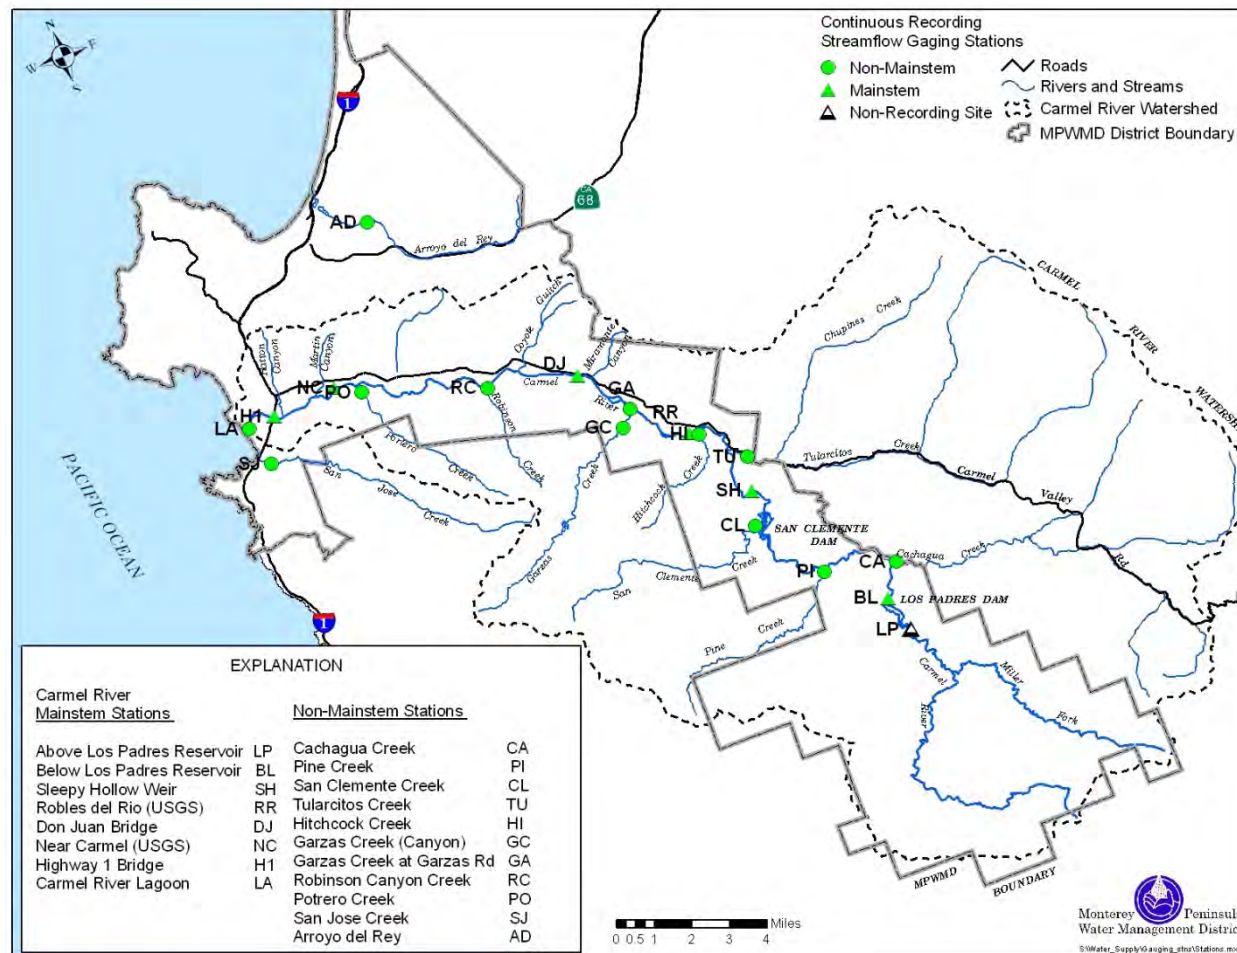 N
E
W
S
Continuous Recording
Streamflow Gaging Stations
Non-Mainstem
Mainstem
Non-Recording Site
Roads
Rivers and Streams
Carmel River Watershed
MPWMD District Boundary
1
CA
68
AD
Arroyo del Rey
Hatton
Canyon
Martin
Canyon
Coyote
Gulch
Miramonte
Canyon
Chupines Creek
CARMEL
RIVER
NC
PO
RC
DJ
Carmel
River
GA
RR
H1
LA
SJ
GC
HI
TU
Tularcitos
Creek
Carmel
Valley
Rd
Potrero
Creek
Robinson
Creek
San
Jose
Creek
Garzas
Creek
Hitchcock
Creek
SH
CL
SAN CLEMENTE
DAM
San
Clemente
Creek
PI
Pine
Creek
CA
Cachagua
Creek
BL
LOS PADRES DAM
LP
Carmel
River
Miller
Fork
PACIFIC OCEAN
1
MPWMD
BOUNDARY
EXPLANATION
Carmel River
Mainstem Stations
Above Los Padres Reservoir LP
Below Los Padres Reservoir BL
Sleepy Hollow Weir SH
Robles del Rio (USGS) RR
Don Juan Bridge DJ
Near Carmel (USGS) NC
Highway 1 Bridge H1
Carmel River Lagoon LA
Non-Mainstem Stations
Cachagua Creek CA
Pine Creek PI
San Clemente Creek CL
Tularcitos Creek TU
Hitchcock Creek HI
Garzas Creek (Canyon) GC
Garzas Creek at Garzas Rd GA
Robinson Canyon Creek RC
Potrero Creek PO
San Jose Creek SJ
Arroyo del Rey AD
Miles
0 0.5 1 2 3 4
Monterey Peninsul
Water Management Distric